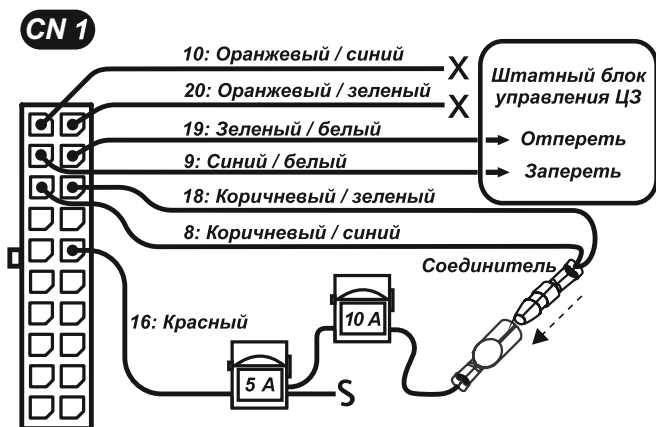 CN 1
10: Оранжевый / синий
X
20: Оранжевый / зеленый
X
Штатный блок
управления ЦЗ
19: Зеленый / белый
Отпереть
9: Синий / белый
Запереть
18: Коричневый / зеленый
8: Коричневый / синий
Соединитель
10 А
16: Красный
5 А
S